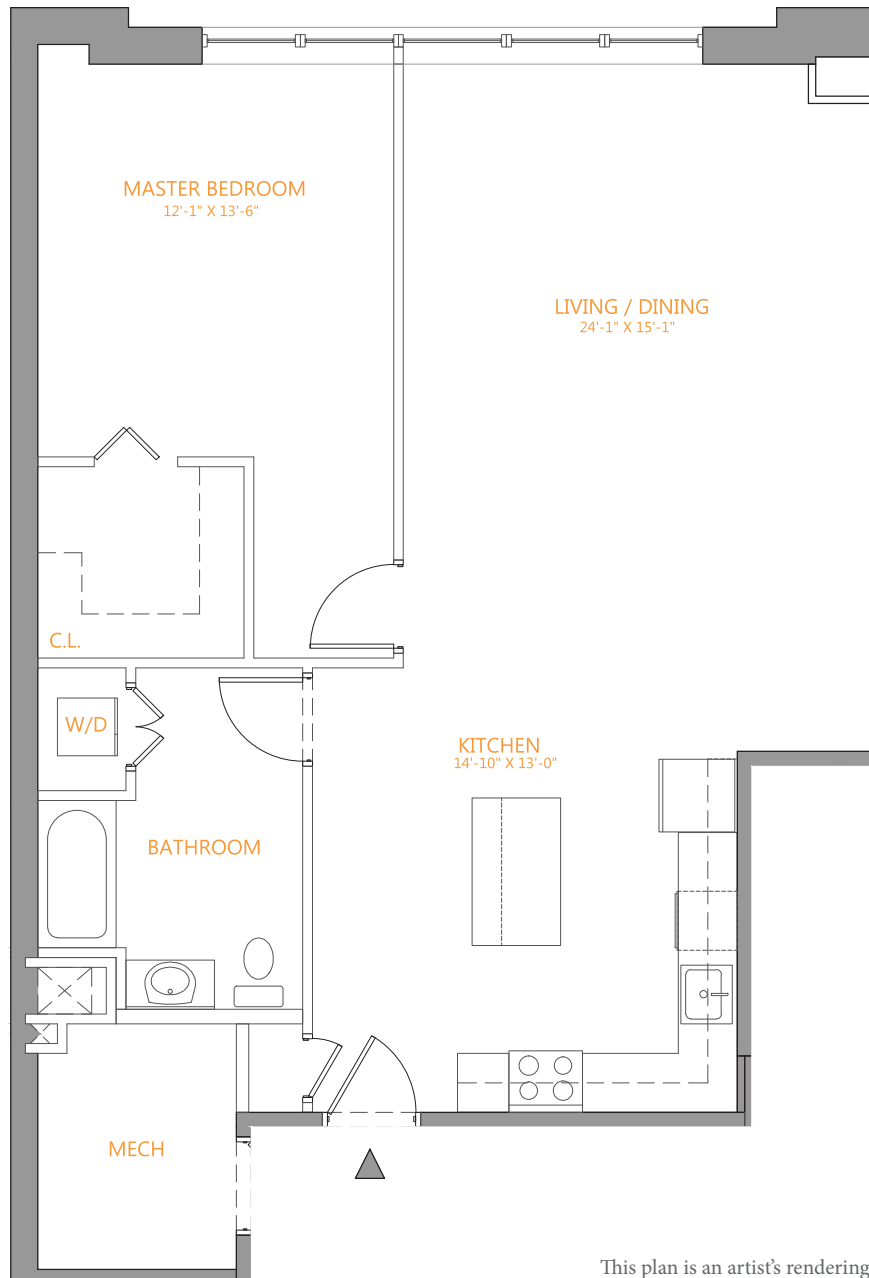 MASTER BEDROOM
12'-1" X 13'-6"
LIVING / DINING
24'-1" X 15'-1"
C.L.
W/D
KITCHEN
14'-10" X 13'-0"
BATHROOM
MECH
This plan is an artist's rendering